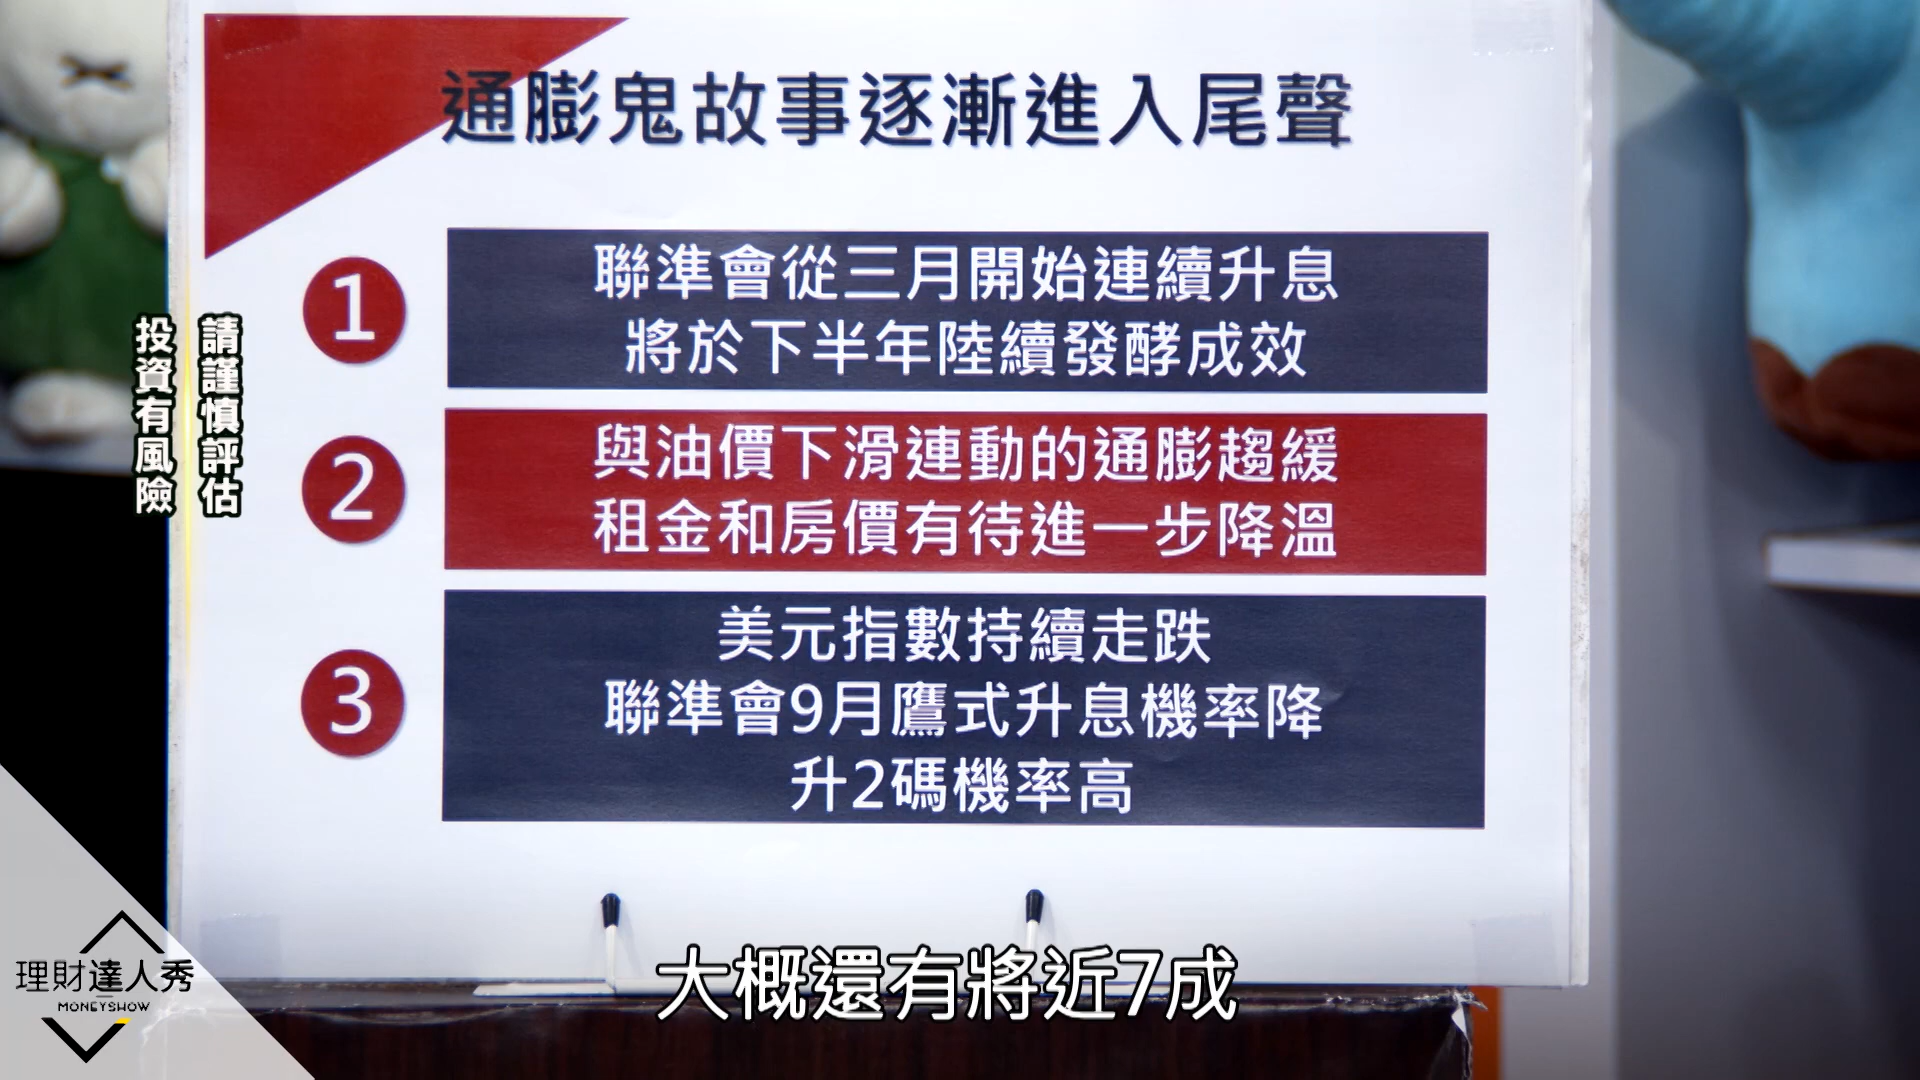 通膨鬼故事逐漸進入尾聲
1
聯準會從三月開始連續升息
將於下半年陸續發酵成效
2
與油價下滑連動的通膨趨緩
租金和房價有待進一步降溫
3
美元指數持續走跌
聯準會9月鷹式升息機率降
升2碼機率高
請謹慎評估
投資有風險
大概還有將近7成
理財達人秀
MONEYSHOW